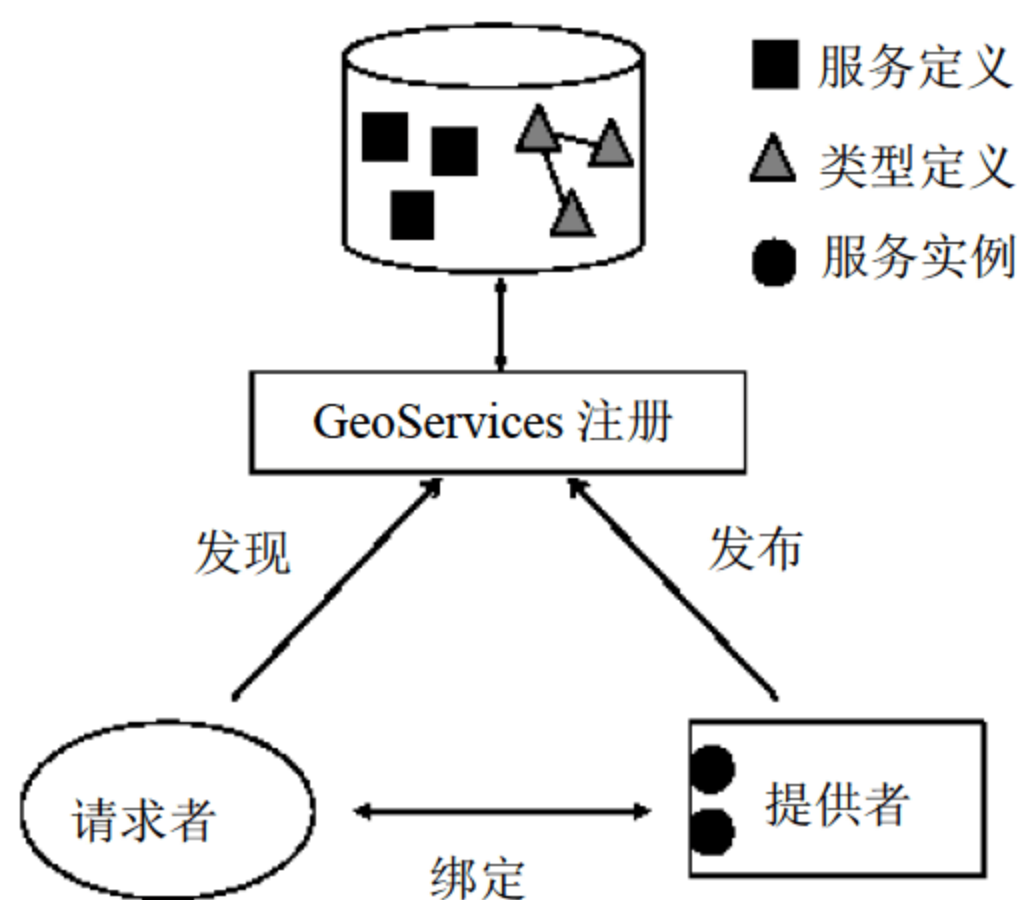 服务定义
类型定义
服务实例
GeoServices 注册
发现
发布
请求者
提供者
绑定